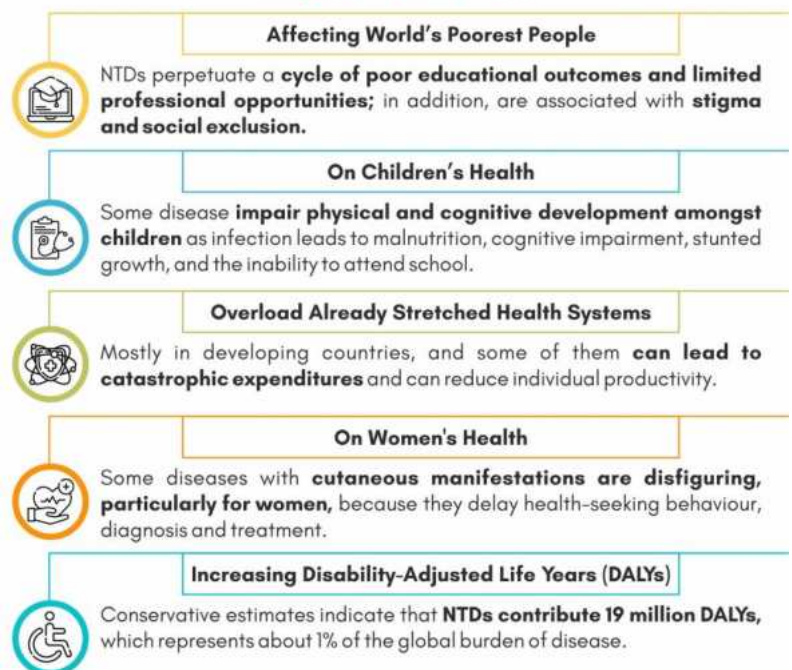 Affecting World's Poorest People
NTDs perpetuate a cycle of poor educational outcomes and limited
professional opportunities; in addition, are associated with stigma
and social exclusion.
On Children's Health
Some disease impair physical and cognitive development amongst
children as infection leads to malnutrition, cognitive impairment, stunted
growth, and the inability to attend school.
Overload Already Stretched Health Systems
Mostly in developing countries, and some of them can lead to
catastrophic expenditures and can reduce individual productivity.
On Women's Health
Some diseases with cutaneous manifestations are disfiguring,
particularly for women, because they delay health-seeking behaviour,
diagnosis and treatment.
Increasing Disability-Adjusted Life Years (DALYs)
Conservative estimates indicate that NTDs contribute 19 million DALYs,
which represents about 1% of the global burden of disease.